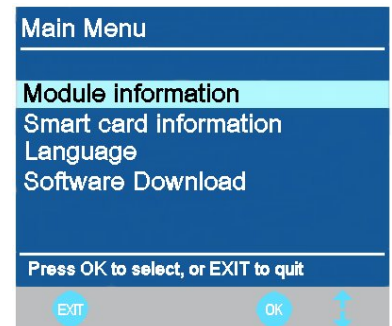 Main Menu
Module information
Smart card information
Language
Software Download
Press OK to select, or EXIT to quit
EXIT OK